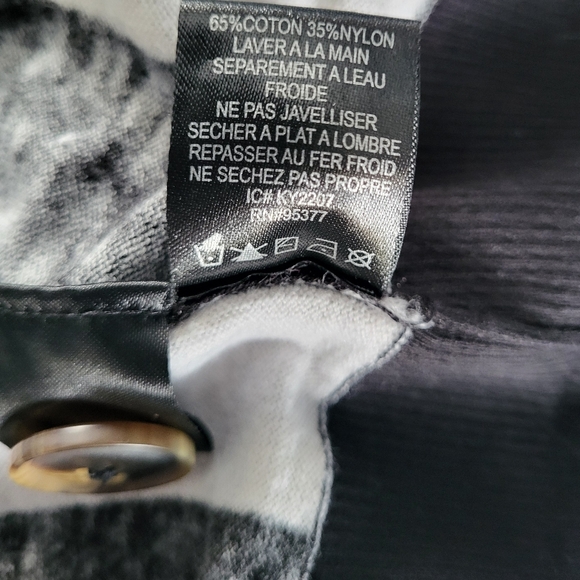 65%COTON 35%NYLON
LAVER A LA MAIN
SEPAREMENT A LEAU
FROIDE
NE PAS JAVELLISER
SECHER A PLAT A LOMBRE
REPASSER AU FER FROID
NE SECHEZ PAS PROPRE
IC# KY2207
RN#95377